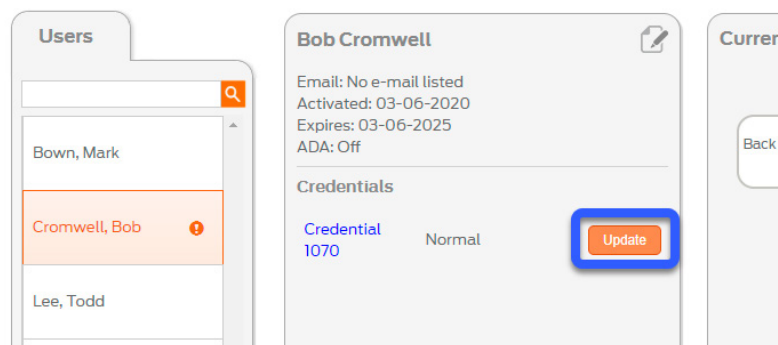 Users
Bown, Mark
Cromwell, Bob
Lee, Todd
Bob Cromwell
Email: No e-mail listed
Activated: 03-06-2020
Expires: 03-06-2025
ADA: Off
Credentials
Credential
1070
Normal
Update
Curren
Back